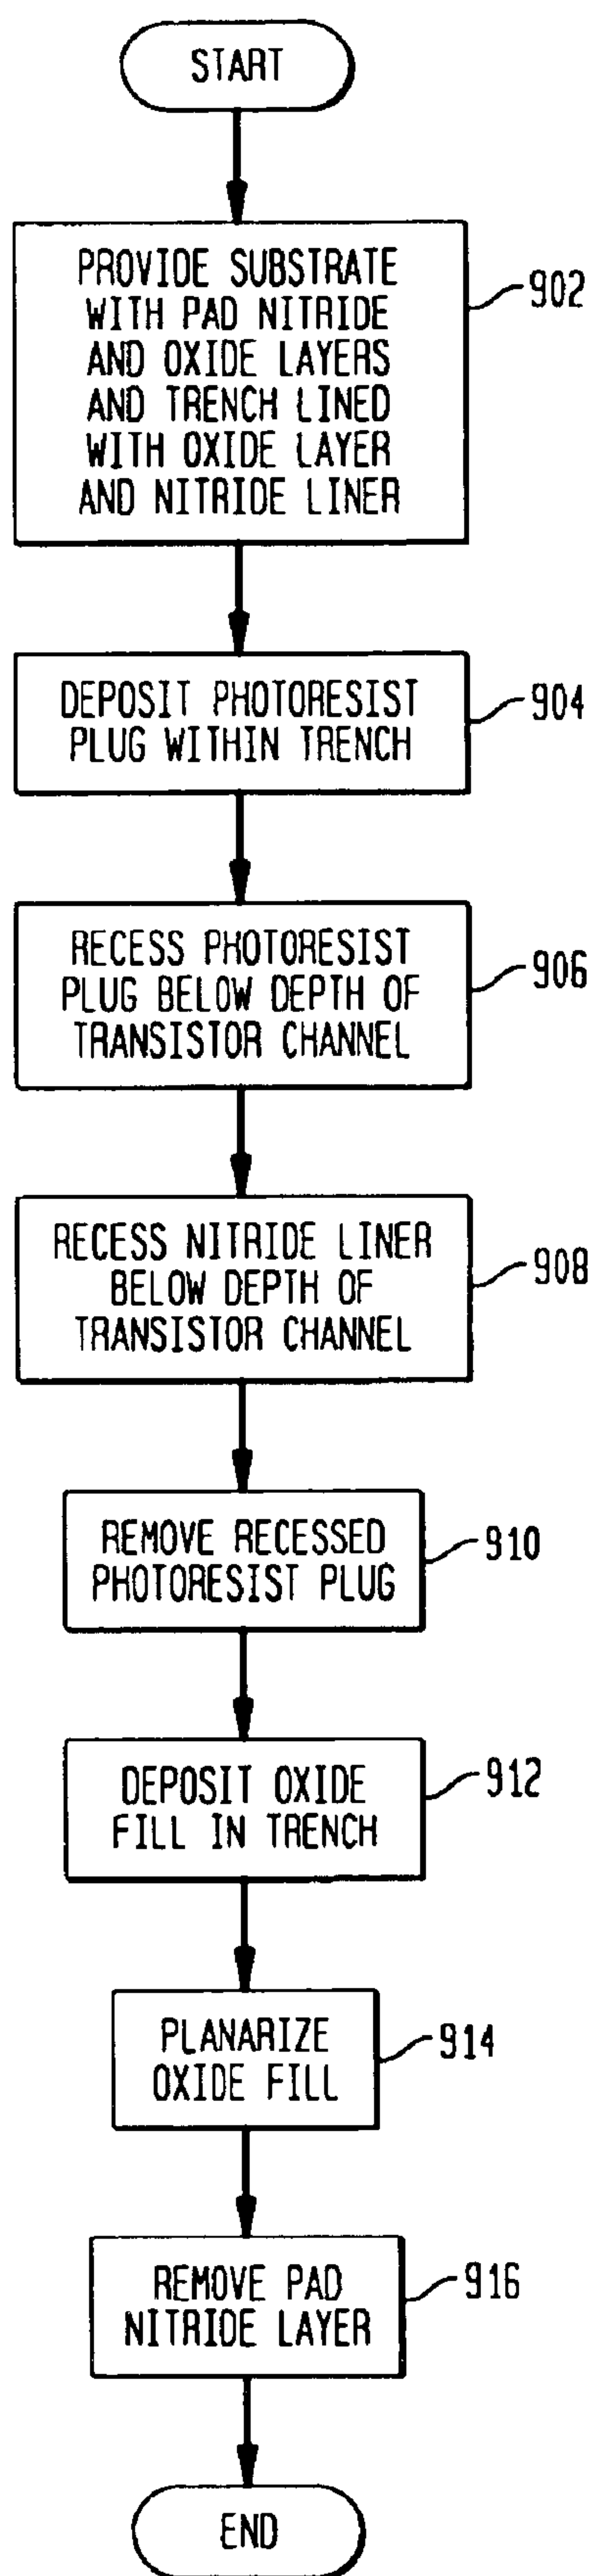 START
PROVIDE SUBSTRATE
WITH PAD NITRIDE
AND OXIDE LAYERS
AND TRENCH LINED
WITH OXIDE LAYER
AND NITRIDE LINER
902
DEPOSIT PHOTORESIST
PLUG WITHIN TRENCH
904
RECESS PHOTORESIST
PLUG BELOW DEPTH OF
TRANSISTOR CHANNEL
906
RECESS NITRIDE LINER
BELOW DEPTH OF
TRANSISTOR CHANNEL
908
REMOVE RECESSED
PHOTORESIST PLUG
910
DEPOSIT OXIDE
FILL IN TRENCH
912
PLANARIZE
OXIDE FILL
914
REMOVE PAD
NITRIDE LAYER
916
END